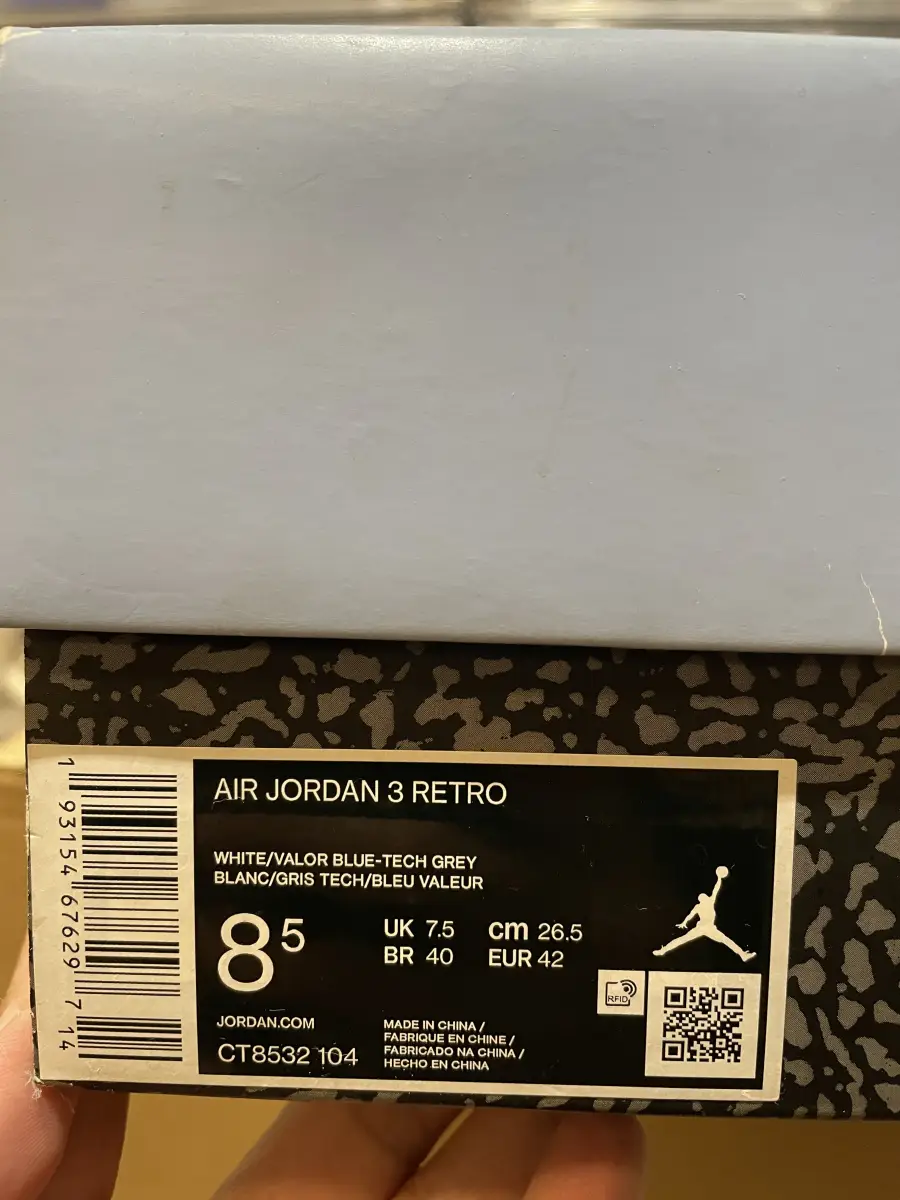 AIR JORDAN 3 RETRO
WHITE/VALOR BLUE-TECH GREY
BLANC/GRIS TECH/BLEU VALEUR
8 5
UK 7.5 cm 26.5
BR 40 EUR 42
RFID
JORDAN.COM
CT8532 104
MADE IN CHINA /
FABRIQUE EN CHINE /
FABRICADO NA CHINA /
HECHO EN CHINA
1 93154 67629 7 14